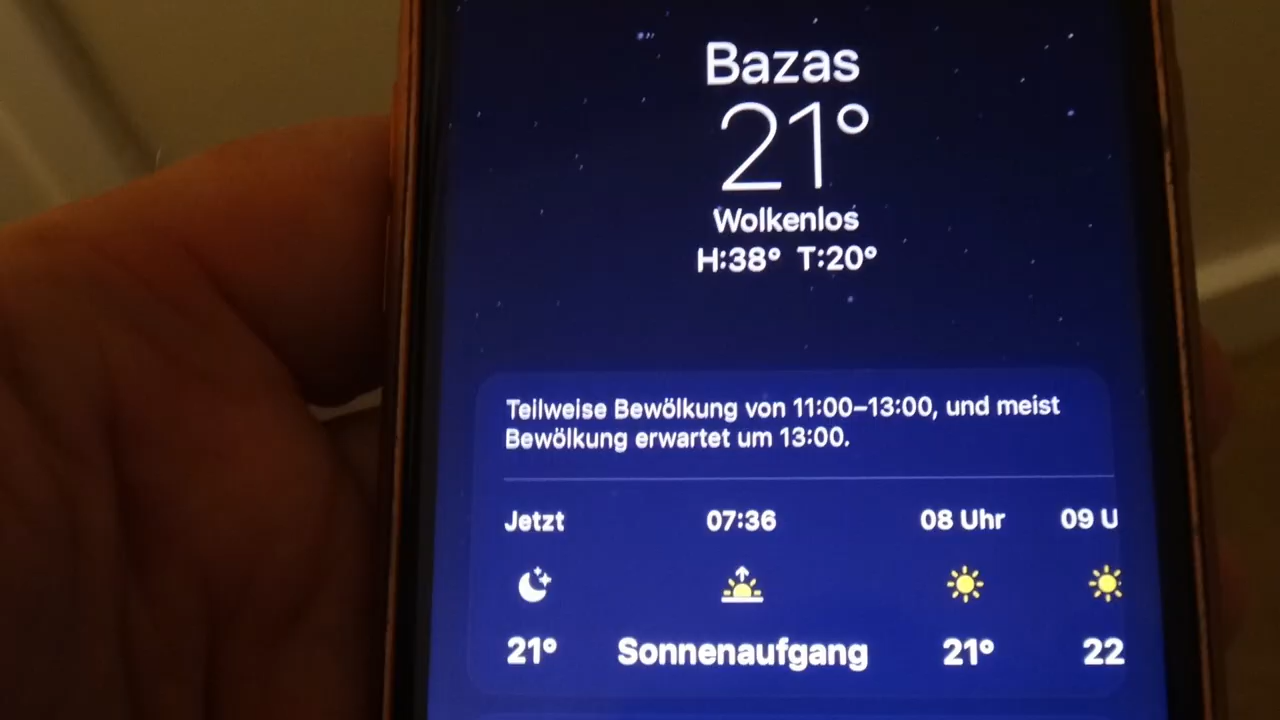 Bazas
21°
Wolkenlos
H:38° T:20°
Teilweise Bewölkung von 11:00–13:00, und meist
Bewölkung erwartet um 13:00.
Jetzt 07:36 08 Uhr 09 U
21° Sonnenaufgang 21° 22